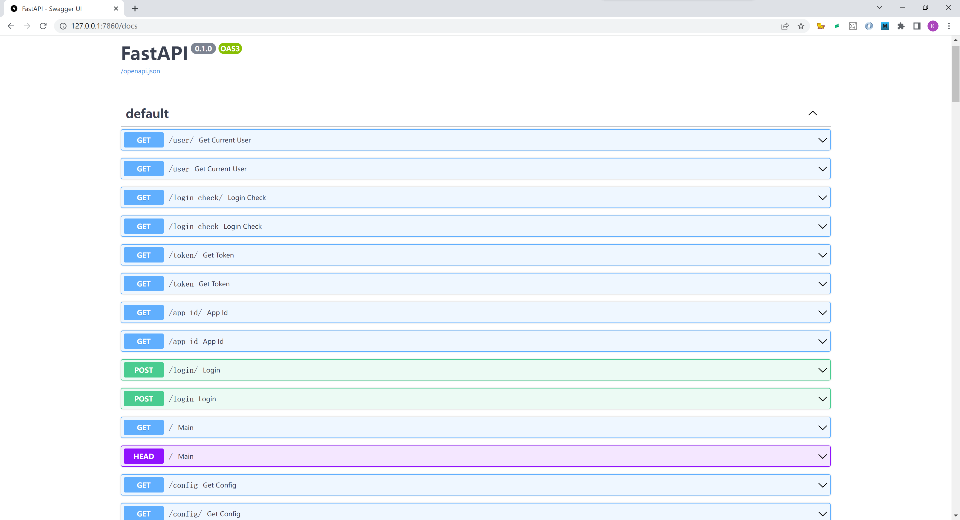 FastAPI - Swagger UI
127.0.0.1:7860/docs
K
FastAPI 0.1.0 OAS3
/openapi.json
default
GET /user/ Get Current User
GET /user Get Current User
GET /login_check/ Login Check
GET /login_check Login Check
GET /token/ Get Token
GET /token Get Token
GET /app_id/ App Id
GET /app_id App Id
POST /login/ Login
POST /login Login
GET / Main
HEAD / Main
GET /config Get Config
GET /config/ Get Config